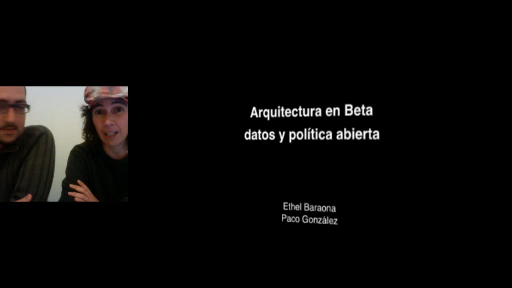 Arquitectura en Beta
datos y política abierta
Ethel Baraona
Paco González